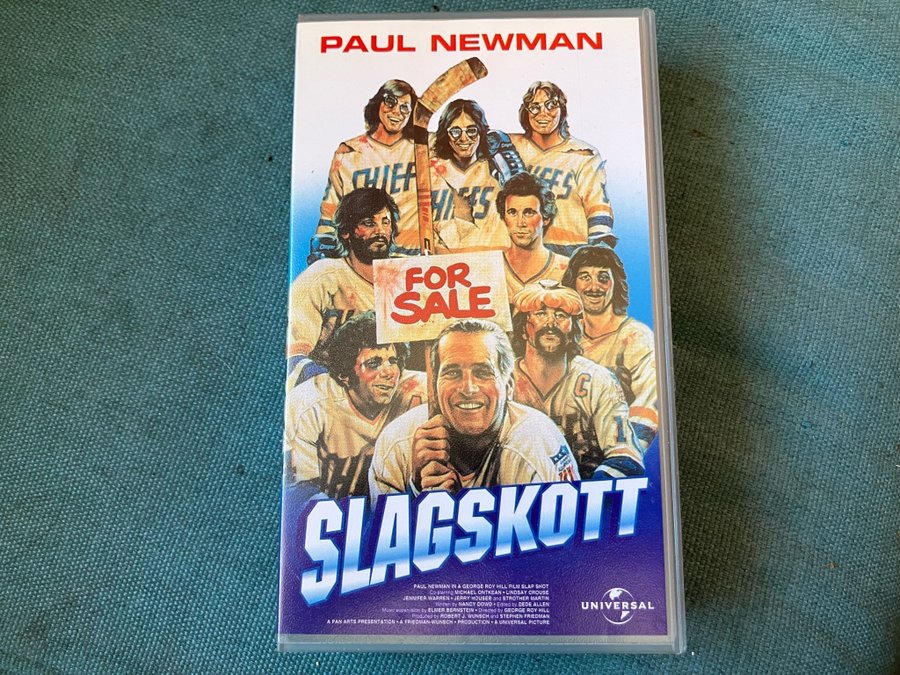 PAUL NEWMAN
CHIEF
HIEFS
EFS
FOR
SALE
C
SLAGSKOTT
PAUL NEWMAN IN A GEORGE ROY HILL FILM SLAP SHOT
Co-starring MICHAEL ONTKEAN • LINDSAY CROUSE
JENNIFER WARREN • JERRY HOUSER and STROTHER MARTIN
Written by NANCY DOWD • Edited by DEDE ALLEN
Music supervision by ELMER BERNSTEIN • Directed by GEORGE ROY HILL
Produced by ROBERT J. WUNSCH and STEPHEN FRIEDMAN
A PAN ARTS PRESENTATION • A FRIEDMAN-WUNSCH • PRODUCTION • A UNIVERSAL PICTURE
UNIVERSAL